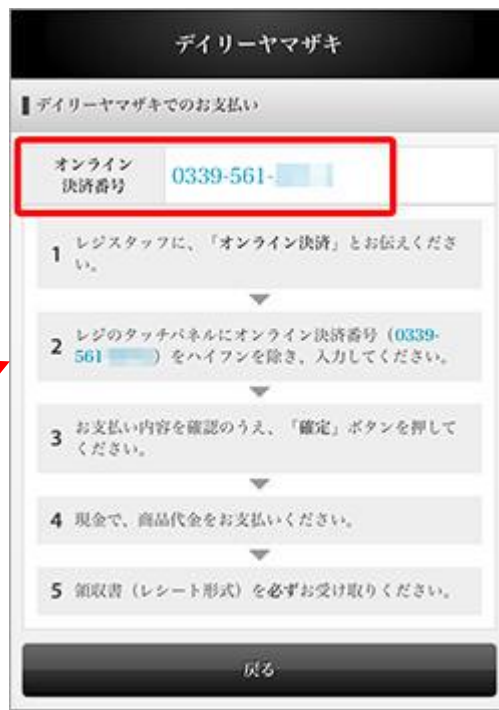 デイリーヤマザキ
デイリーヤマザキでのお支払い
オンライン
決済番号
0339-561-
1 レジスタッフに、「オンライン決済」とお伝えくださ
い。
2 レジのタッチパネルにオンライン決済番号（0339-
561 ）をハイフンを除き、入力してください。
3 お支払い内容を確認のうえ、「確定」ボタンを押して
ください。
4 現金で、商品代金をお支払いください。
5 領収書（レシート形式）を必ずお受け取りください。
戻る